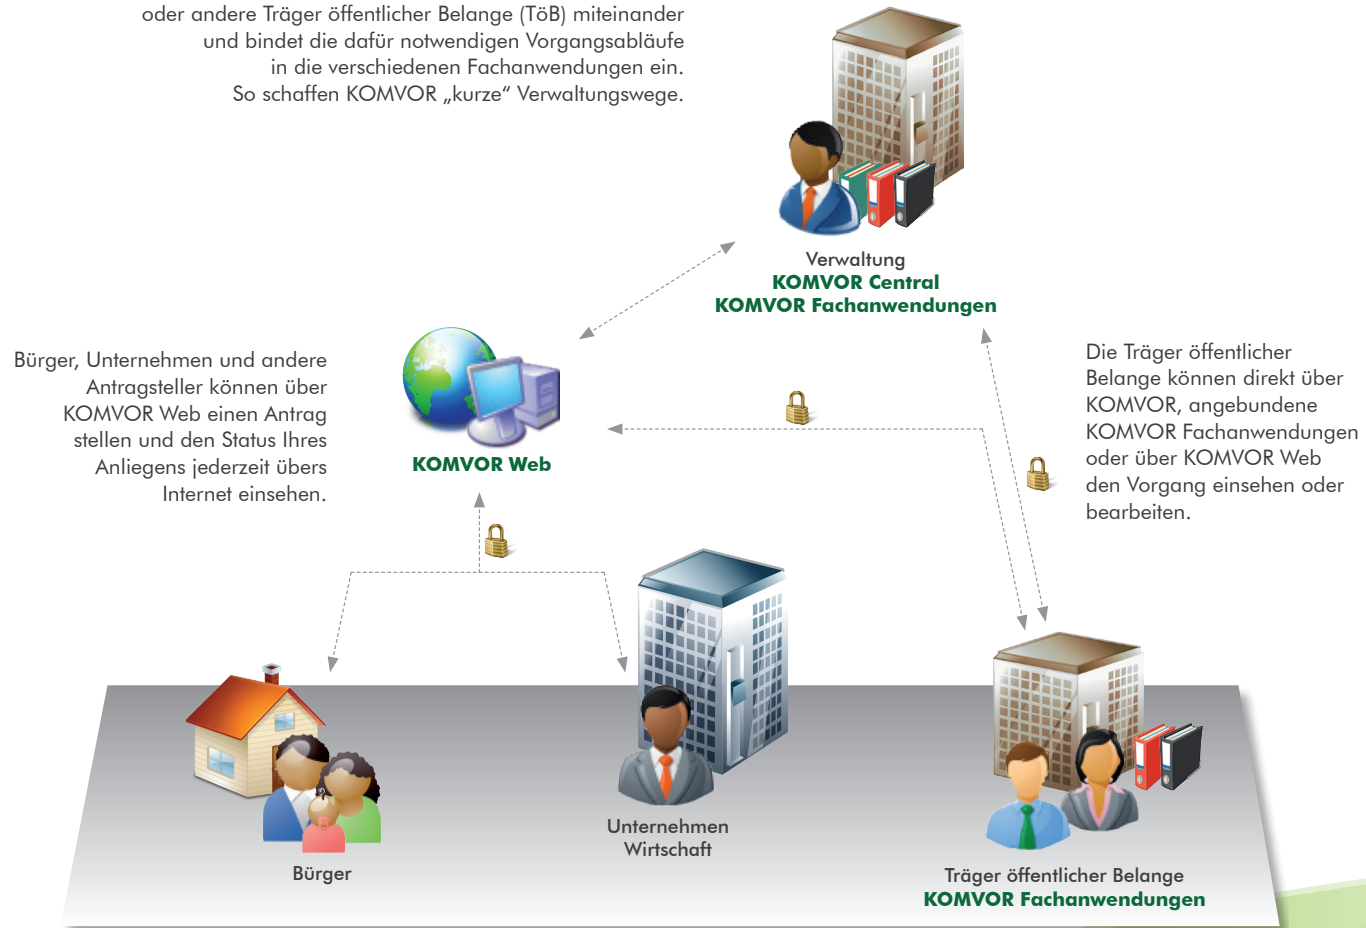 oder andere Träger öffentlicher Belange (TöB) miteinander
und bindet die dafür notwendigen Vorgangsabläufe
in die verschiedenen Fachanwendungen ein.
So schaffen KOMVOR „kurze“ Verwaltungswege.
Verwaltung
KOMVOR Central
KOMVOR Fachanwendungen
Bürger, Unternehmen und andere
Antragsteller können über
KOMVOR Web einen Antrag
stellen und den Status Ihres
Anliegens jederzeit übers
Internet einsehen.
KOMVOR Web
Die Träger öffentlicher
Belange können direkt über
KOMVOR, angebundene
KOMVOR Fachanwendungen
oder über KOMVOR Web
den Vorgang einsehen oder
bearbeiten.
Bürger
Unternehmen
Wirtschaft
Träger öffentlicher Belange
KOMVOR Fachanwendungen